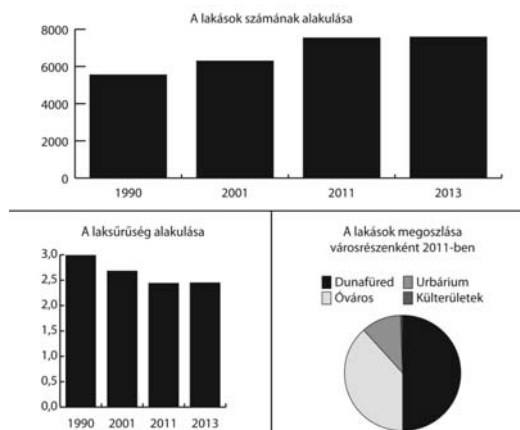 A lakások számának alakulása
8000
6000
4000
2000
0
1990 2001 2011 2013
A laksűrűség alakulása
3,0
2,5
2,0
1,5
1,0
0,5
0,0
1990 2001 2011 2013
A lakások megoszlása
városrészenként 2011-ben
Dunafüred Urbárium
Óváros Külterületek